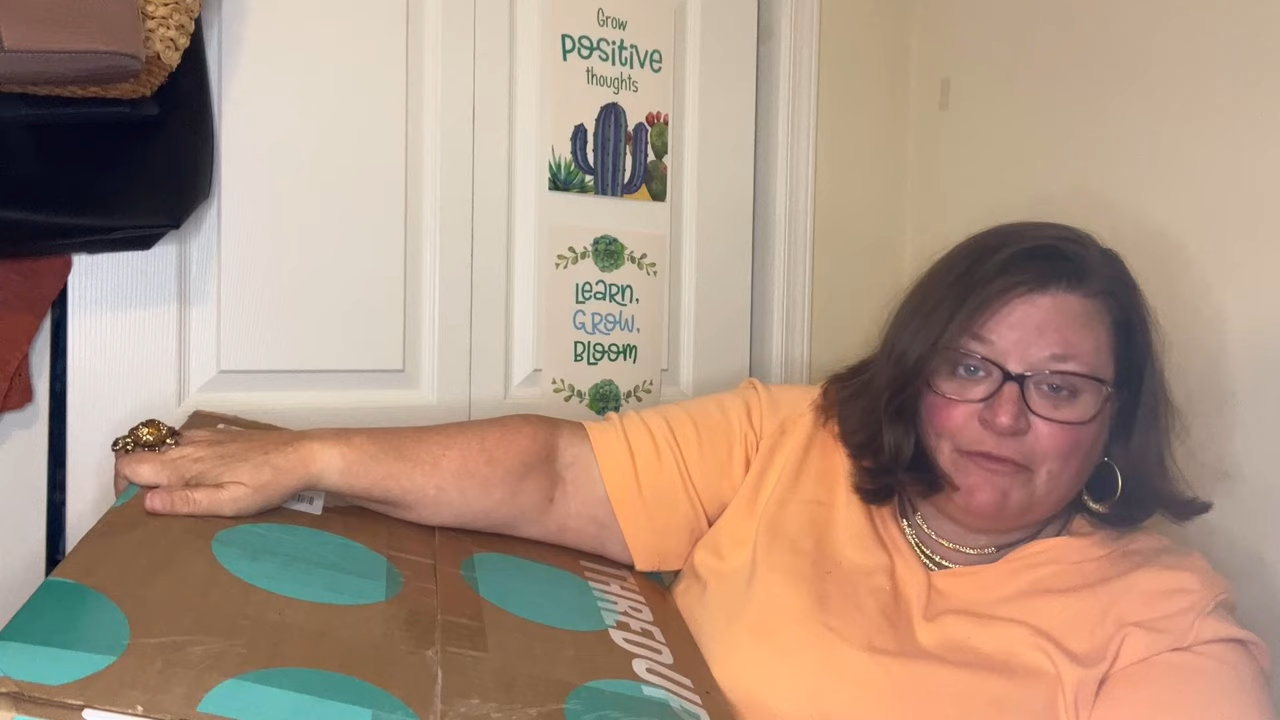 Grow
positive
thoughts
Learn,
GROW,
BLOOM
THREDUP